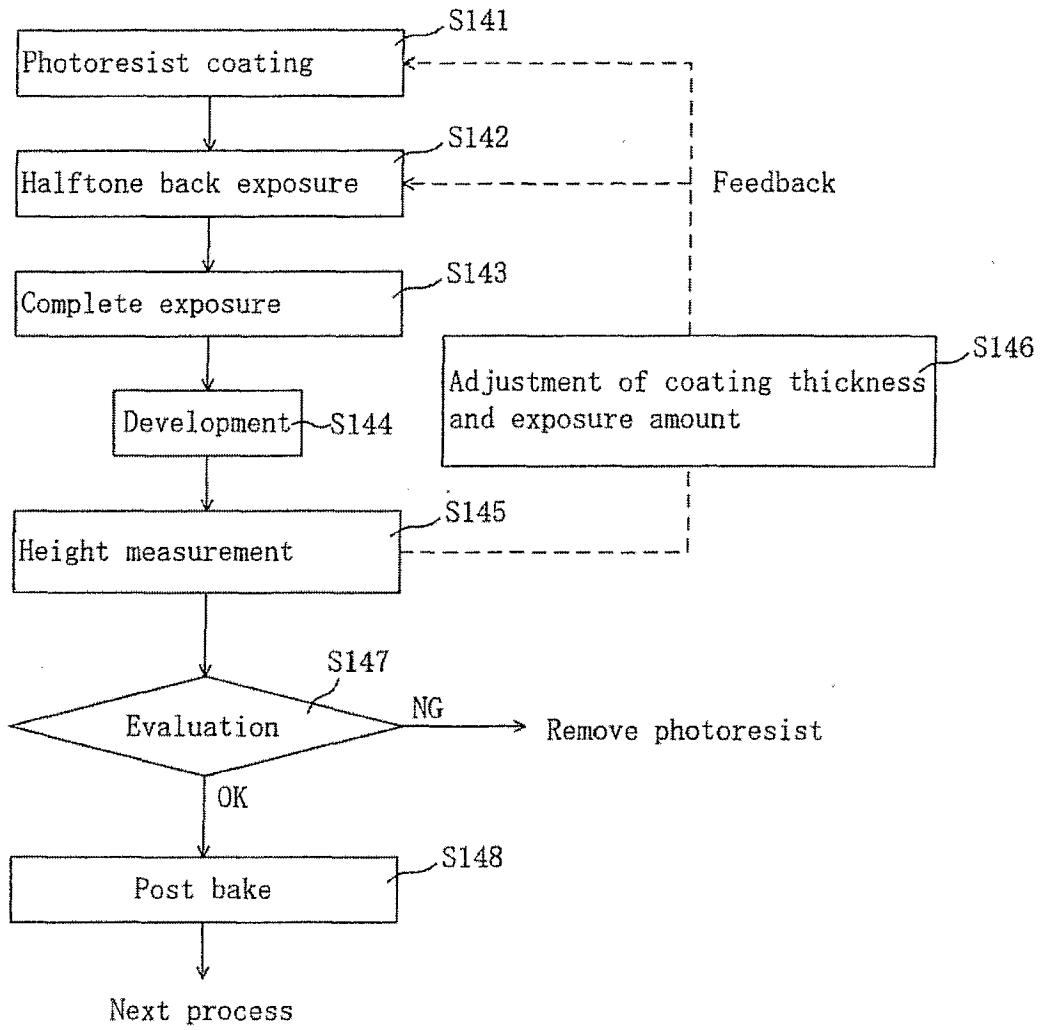 S141
Photoresist coating
S142
Halftone back exposure
Feedback
S143
Complete exposure
S146
Adjustment of coating thickness
and exposure amount
Development
S144
S145
Height measurement
S147
Evaluation
NG
Remove photoresist
OK
S148
Post bake
Next process